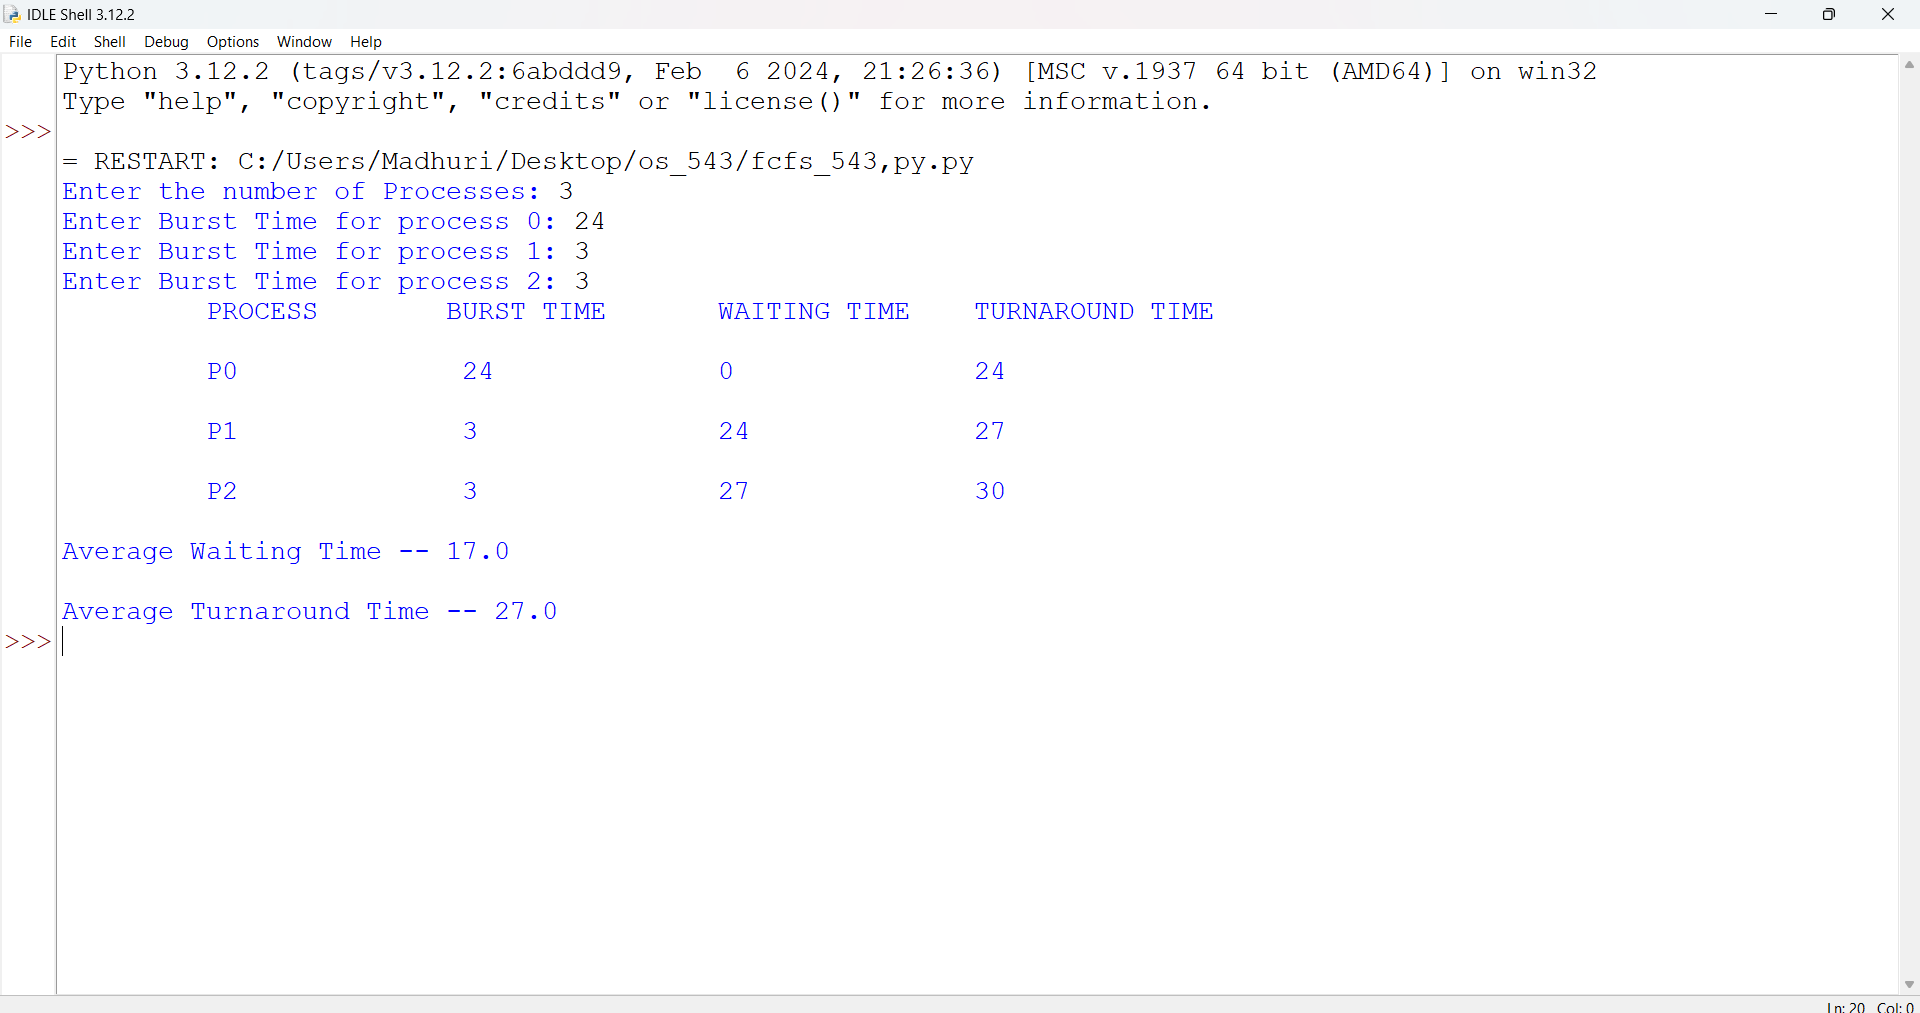 IDLE Shell 3.12.2
File Edit Shell Debug Options Window Help
Python 3.12.2 (tags/v3.12.2:6abddd9, Feb  6 2024, 21:26:36) [MSC v.1937 64 bit (AMD64)] on win32
Type "help", "copyright", "credits" or "license()" for more information.
>>>
= RESTART: C:/Users/Madhuri/Desktop/os_543/fcfs_543,py.py
Enter the number of Processes: 3
Enter Burst Time for process 0: 24
Enter Burst Time for process 1: 3
Enter Burst Time for process 2: 3
PROCESS BURST TIME WAITING TIME TURNAROUND TIME
P0 24 0 24
P1 3 24 27
P2 3 27 30
Average Waiting Time -- 17.0
Average Turnaround Time -- 27.0
>>>
Ln: 20 Col: 0